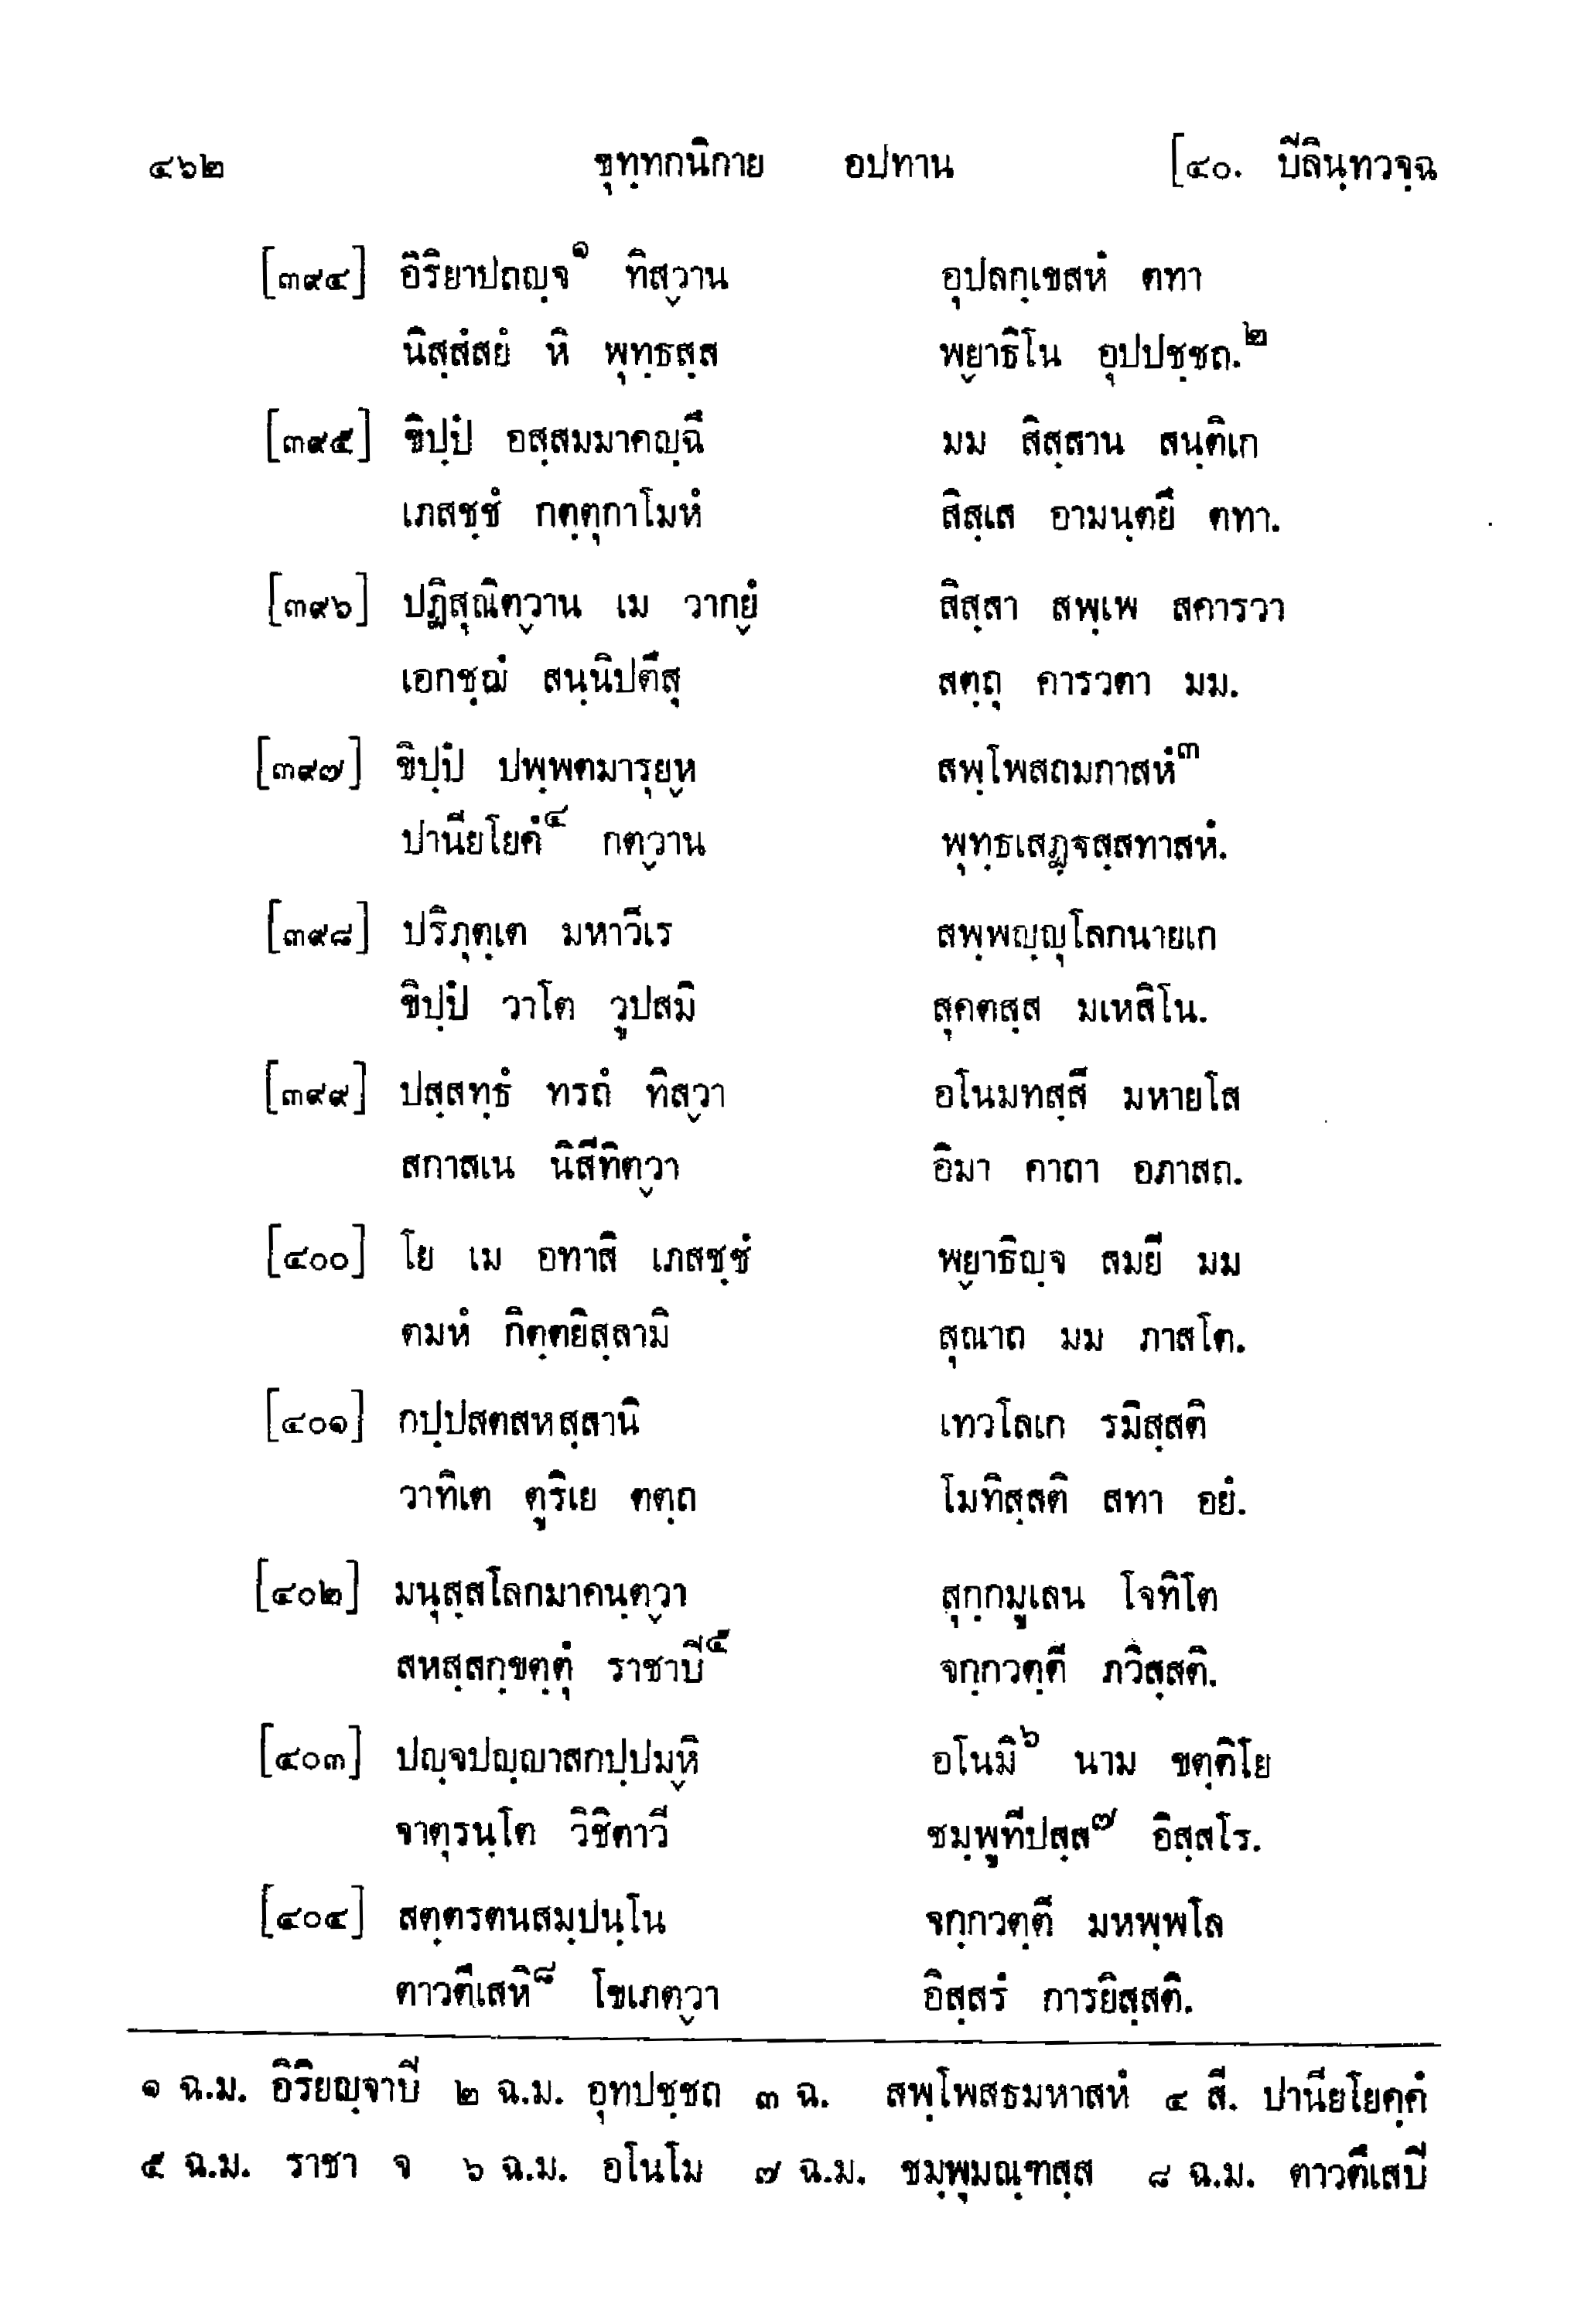 ๔๖๒ ขุทฺทกนิกาย อปทาน [๔๐. ปีลินฺทวจฺฉ
[๓๙๔] อิริยาปถญฺจ๑ ทิสฺวาน อุปลกฺเขสหํ ตทา
นิสฺสํสยํ หิ พุทฺธสฺส พฺยาธิโน อุปปชฺชถ.๒
[๓๙๕] ขิปฺปํ อสฺสมมาคญฺฉึ มม สิสฺสาน สนฺติเก
เภสชฺชํ กตฺตุกาโมหํ สิสฺเส อามนฺตยึ ตทา.
[๓๙๖] ปฏิสุณิตฺวาน เม วากฺยํ สิสฺสา สพฺเพ สคารวา
เอกชฺฌํ สนฺนิปตึสุ สตฺถุ คารวตา มม.
[๓๙๗] ขิปฺปํ ปพฺพตมารุยฺห สพฺโพสถมกาสหํ๓
ปานียโยคํ๔ กตฺวาน พุทฺธเสฏฺฐสฺสทาสหํ.
[๓๙๘] ปริภุตฺเต มหาวีเร สพฺพญฺญุโลกนายเก
ขิปฺปํ วาโต วูปสมิ สุคตสฺส มเหสิโน.
[๓๙๙] ปสฺสทฺธํ ทรถํ ทิสฺวา อโนมทสฺสี มหายโส
สกาสเน นิสีทิตฺวา อิมา คาถา อภาสถ.
[๔๐๐] โย เม อทาสิ เภสชฺชํ พฺยาธิญฺจ สมยี มม
ตมหํ กิตฺตยิสฺสามิ สุณาถ มม ภาสโต.
[๔๐๑] กปฺปสตสหสฺสานิ เทวโลเก รมิสฺสติ
วาทิเต ตูริเย ตตฺถ โมทิสฺสติ สทา อยํ.
[๔๐๒] มนุสฺสโลกมาคนฺตฺวา สุกฺกมูเลน โจทิโต
สหสฺสกฺขตฺตุํ ราชาปิ๕ จกฺกวตฺตี ภวิสฺสติ.
[๔๐๓] ปญฺจปญฺญาสกปฺปมฺหิ อโนมิ๖ นาม ขตฺติโย
จาตุรนฺโต วิชิตาวี ชมฺพูทีปสฺส๗ อิสฺสโร.
[๔๐๔] สตฺตรตนสมฺปนฺโน จกฺกวตฺตี มหพฺพโล
ตาวตึเสหิ๘ โขเภตฺวา อิสฺสรํ การยิสฺสติ.
๑ ฉ.ม. อิริยญฺจาปิ ๒ ฉ.ม. อุทปชฺชถ ๓ ฉ. สพฺโพสธมหาสหํ ๔ สี. ปานียโยคฺคํ
๕ ฉ.ม. ราชา จ ๖ ฉ.ม. อโนโม ๗ ฉ.ม. ชมฺพุมณฺฑสฺส ๘ ฉ.ม. ตาวตึเสปิ